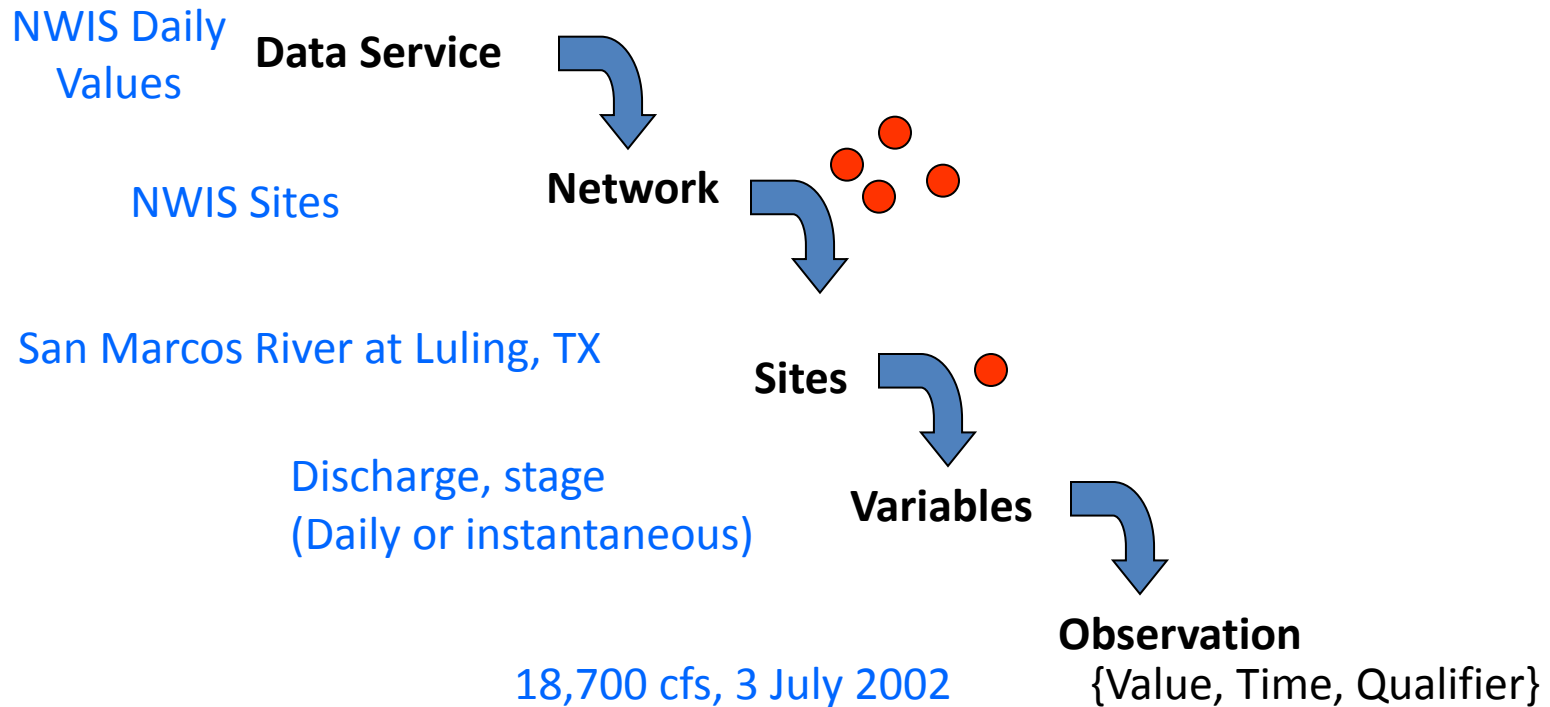 NWIS Daily
Values
Data Service
NWIS Sites
Network
San Marcos River at Luling, TX
Sites
Discharge, stage
(Daily or instantaneous)
Variables
Observation
18,700 cfs, 3 July 2002
{Value, Time, Qualifier}